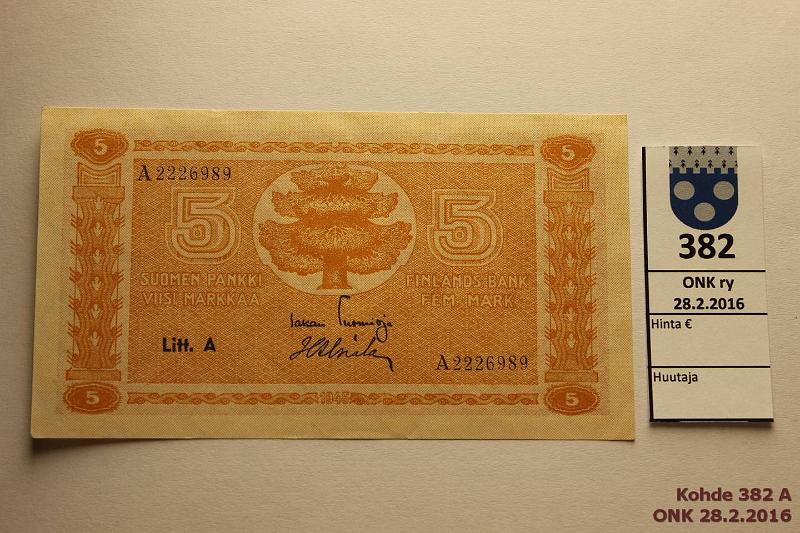 5 5
A2226989
5 5
SUOMEN PANKKI
VIISI MARKKAA
FINLANDS BANK
FEM MARK
Litt. A
A2226989
5 1945 5
382
ONK ry
28.2.2016
Hinta €
Huutaja
Kohde 382 A
ONK 28.2.2016